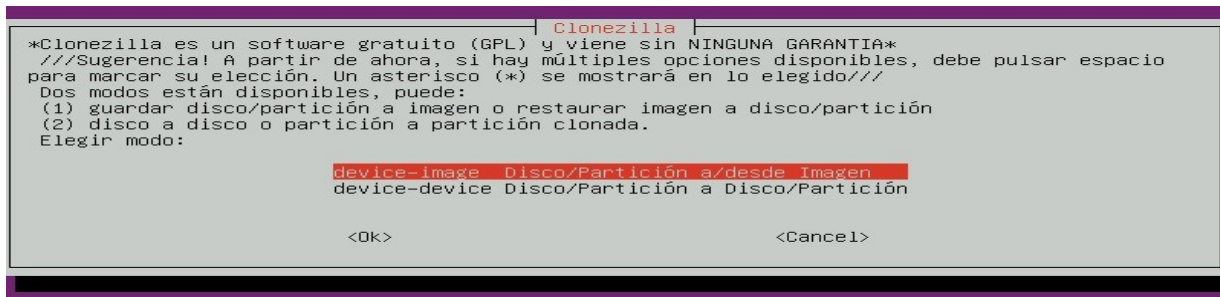 Clonezilla
*Clonezilla es un software gratuito (GPL) y viene sin NINGUNA GARANTIA*
///Sugerencia! A partir de ahora, si hay múltiples opciones disponibles, debe pulsar espacio
para marcar su elección. Un asterisco (*) se mostrará en lo elegido///
Dos modos están disponibles, puede:
(1) guardar disco/partición a imagen o restaurar imagen a disco/partición
(2) disco a disco o partición a partición clonada.
Elegir modo:
device-image Disco/Partición a/desde Imagen
device-device Disco/Partición a Disco/Partición
<Ok> <Cancel>